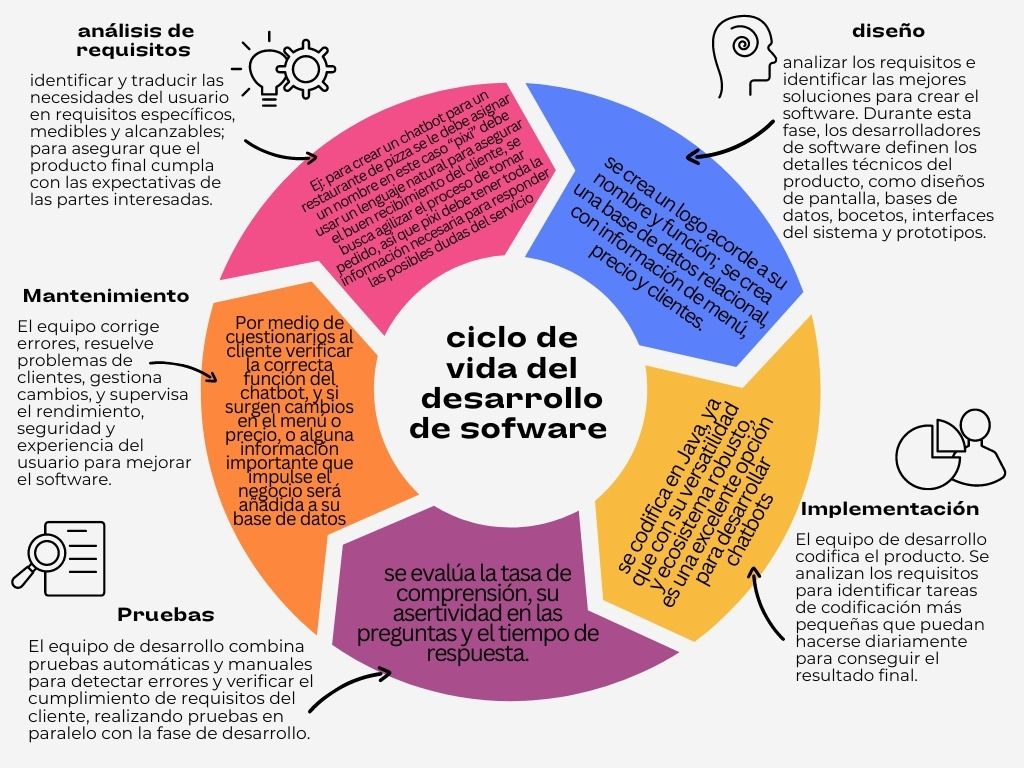 análisis de
requisitos
identificar y traducir las
necesidades del usuario
en requisitos específicos,
medibles y alcanzables;
para asegurar que el
producto final cumpla
con las expectativas de
las partes interesadas.
Ej: para crear un chatbot para un
restaurante de pizza se le debe asignar
un nombre en este caso “pixi” debe
usar un lenguaje natural para asegurar
el buen recibimiento del cliente, se
busca agilizar el proceso de tomar
pedido, así que pixi debe tener toda la
información necesaria para responder
las posibles dudas del servicio
diseño
analizar los requisitos e
identificar las mejores
soluciones para crear el
software. Durante esta
fase, los desarrolladores
de software definen los
detalles técnicos del
producto, como diseños
de pantalla, bases de
datos, bocetos, interfaces
del sistema y prototipos.
se crea un logo acorde a su
nombre y función; se crea
una base de datos relacional,
con información de menú,
precio y clientes.
ciclo de
vida del
desarrollo
de sofware
Implementación
El equipo de desarrollo
codifica el producto. Se
analizan los requisitos
para identificar tareas
de codificación más
pequeñas que puedan
hacerse diariamente
para conseguir el
resultado final.
se codifica en Java, ya
que con su versatilidad
y ecosistema robusto,
es una excelente opción
para desarrollar
chatbots
Pruebas
El equipo de desarrollo combina
pruebas automáticas y manuales
para detectar errores y verificar el
cumplimiento de requisitos del
cliente, realizando pruebas en
paralelo con la fase de desarrollo.
se evalúa la tasa de
comprensión, su
asertividad en las
preguntas y el tiempo de
respuesta.
Mantenimiento
El equipo corrige
errores, resuelve
problemas de
clientes, gestiona
cambios, y supervisa
el rendimiento,
seguridad y
experiencia del
usuario para mejorar
el software.
Por medio de
cuestionarios al
cliente verificar
la correcta
función del
chatbot, y si
surgen cambios
en el menú o
precio, o alguna
información
importante que
impulse el
negocio será
añadida a su
base de datos